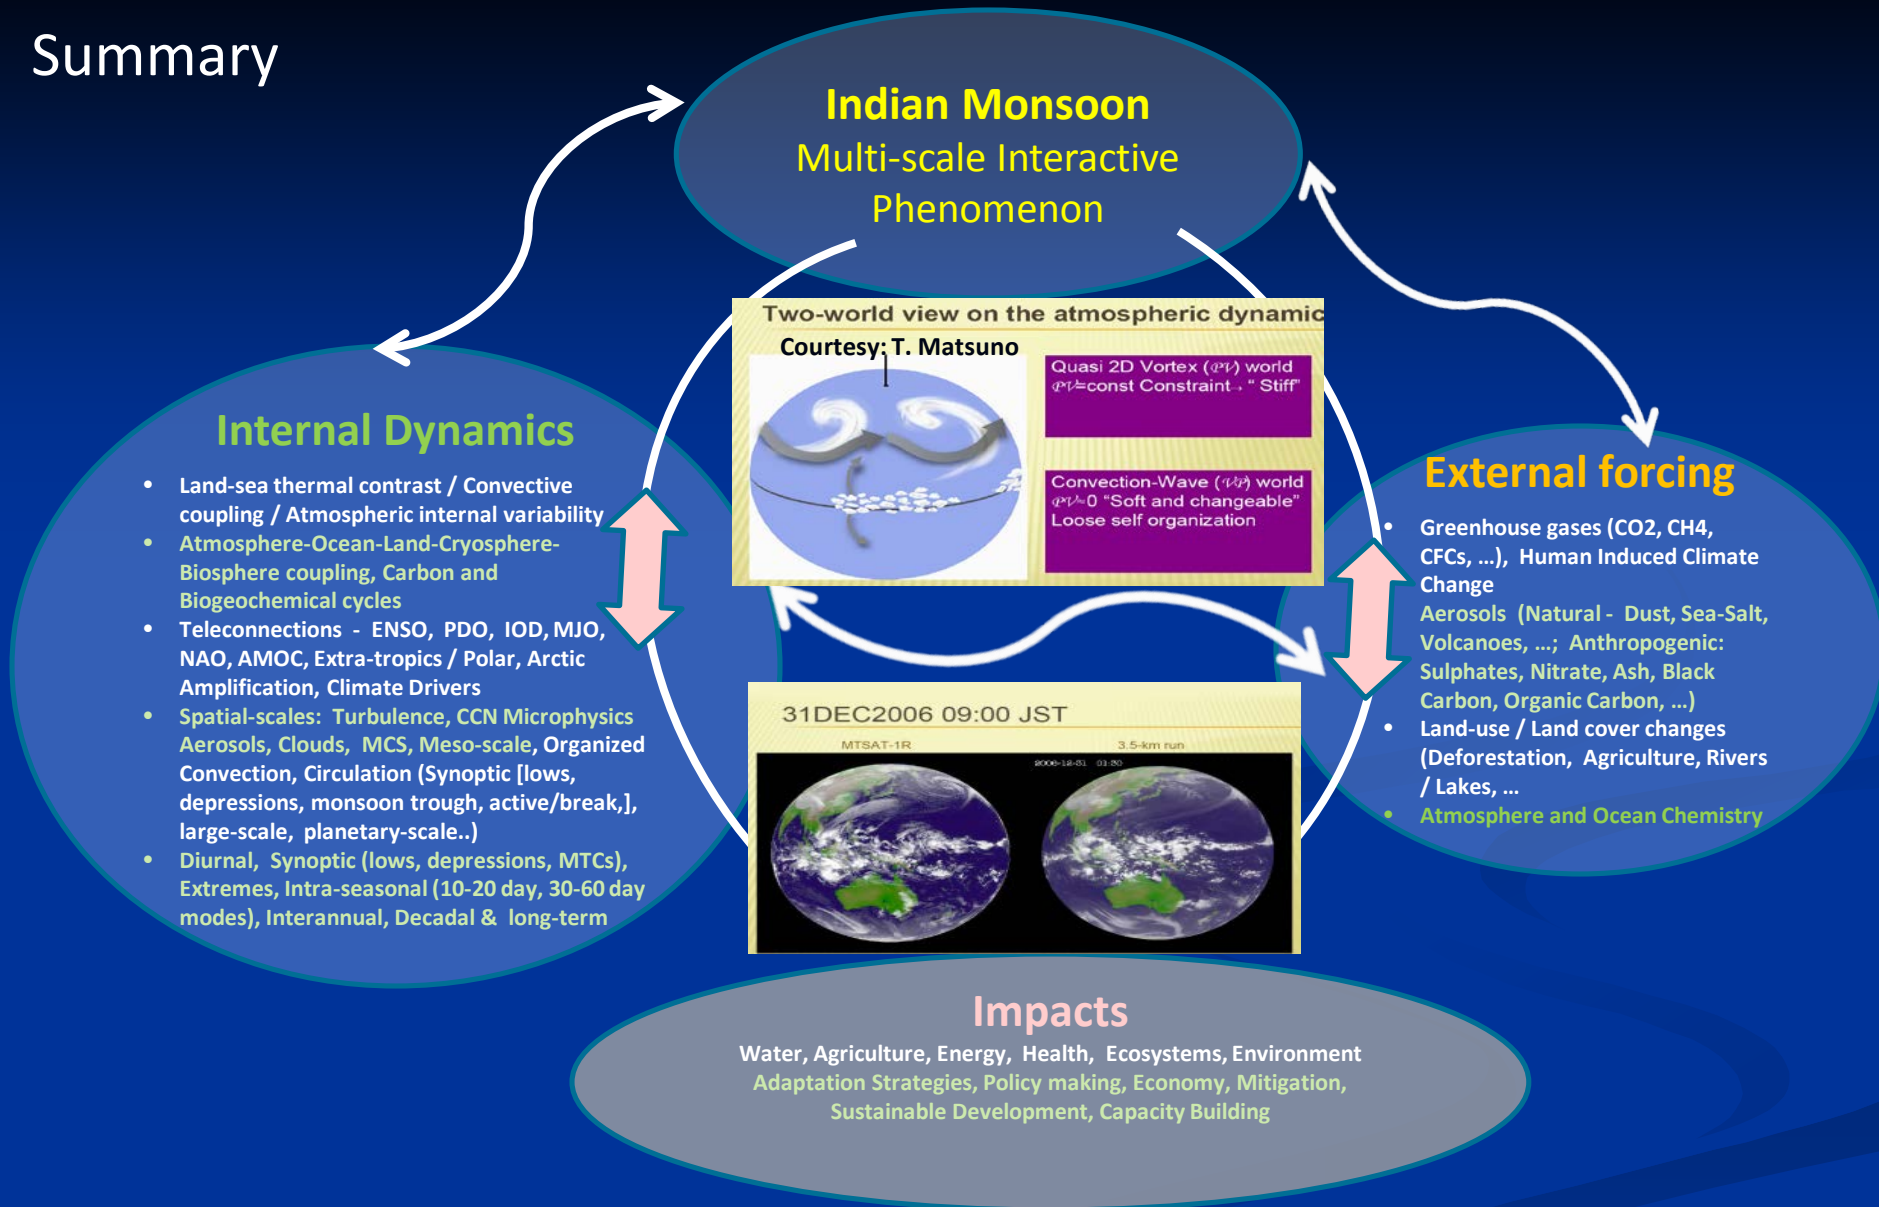 Summary
Indian Monsoon
Multi-scale Interactive
Phenomenon
Two-world view on the atmospheric dynamic
Courtesy: T. Matsuno
Quasi 2D Vortex (PV) world
PV=const Constraint→ “ Stiff”
Convection-Wave (VP) world
PV~0 “Soft and changeable”
Loose self organization
Internal Dynamics
• Land-sea thermal contrast / Convective
coupling / Atmospheric internal variability
• Atmosphere-Ocean-Land-Cryosphere-
Biosphere coupling, Carbon and
Biogeochemical cycles
• Teleconnections - ENSO, PDO, IOD, MJO,
NAO, AMOC, Extra-tropics / Polar, Arctic
Amplification, Climate Drivers
• Spatial-scales: Turbulence, CCN Microphysics
Aerosols, Clouds, MCS, Meso-scale, Organized
Convection, Circulation (Synoptic [lows,
depressions, monsoon trough, active/break,],
large-scale, planetary-scale..)
• Diurnal, Synoptic (lows, depressions, MTCs),
Extremes, Intra-seasonal (10-20 day, 30-60 day
modes), Interannual, Decadal & long-term
External forcing
• Greenhouse gases (CO2, CH4,
CFCs, …), Human Induced Climate
Change
Aerosols (Natural - Dust, Sea-Salt,
Volcanoes, …; Anthropogenic:
Sulphates, Nitrate, Ash, Black
Carbon, Organic Carbon, …)
• Land-use / Land cover changes
(Deforestation, Agriculture, Rivers
/ Lakes, …
• Atmosphere and Ocean Chemistry
31DEC2006 09:00 JST
MTSAT-1R
3.5-km run
Impacts
Water, Agriculture, Energy, Health, Ecosystems, Environment
Adaptation Strategies, Policy making, Economy, Mitigation,
Sustainable Development, Capacity Building